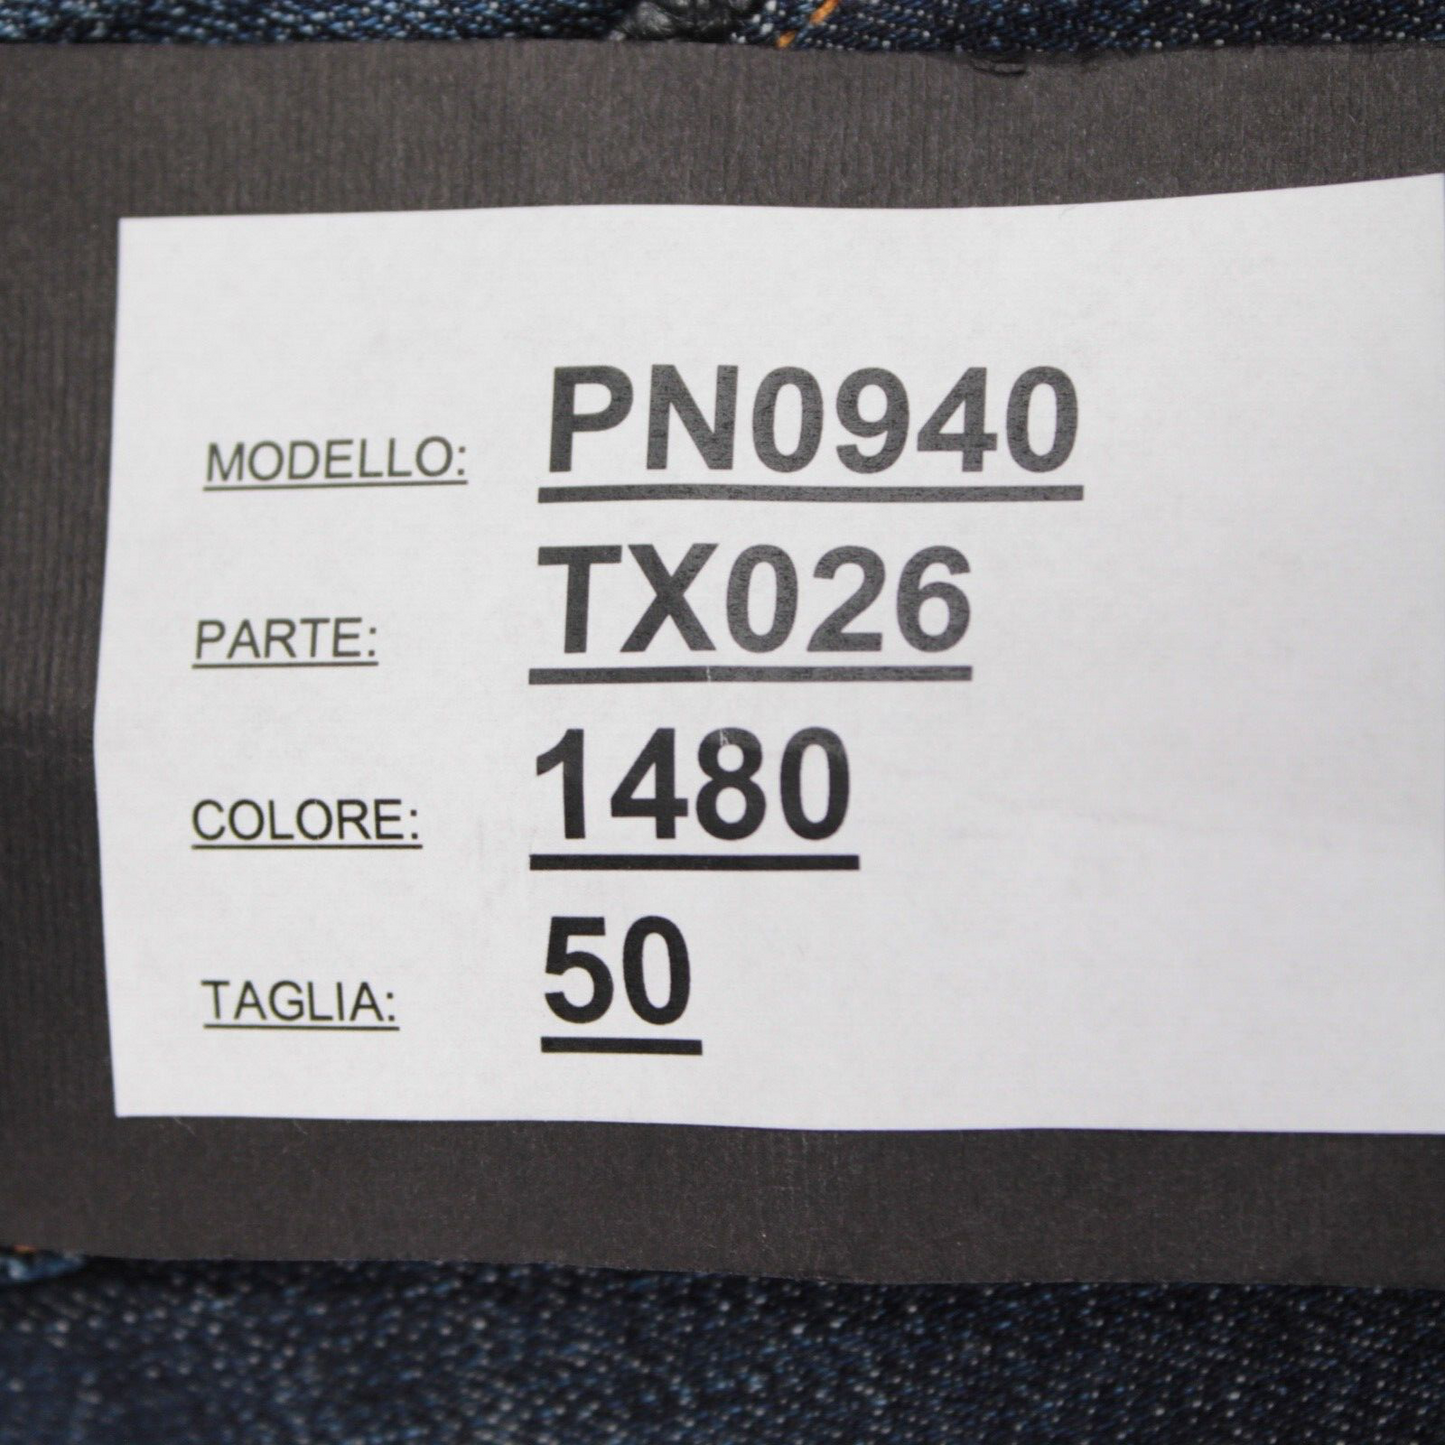 MODELLO: PN0940
PARTE: TX026
COLORE: 1480
TAGLIA: 50